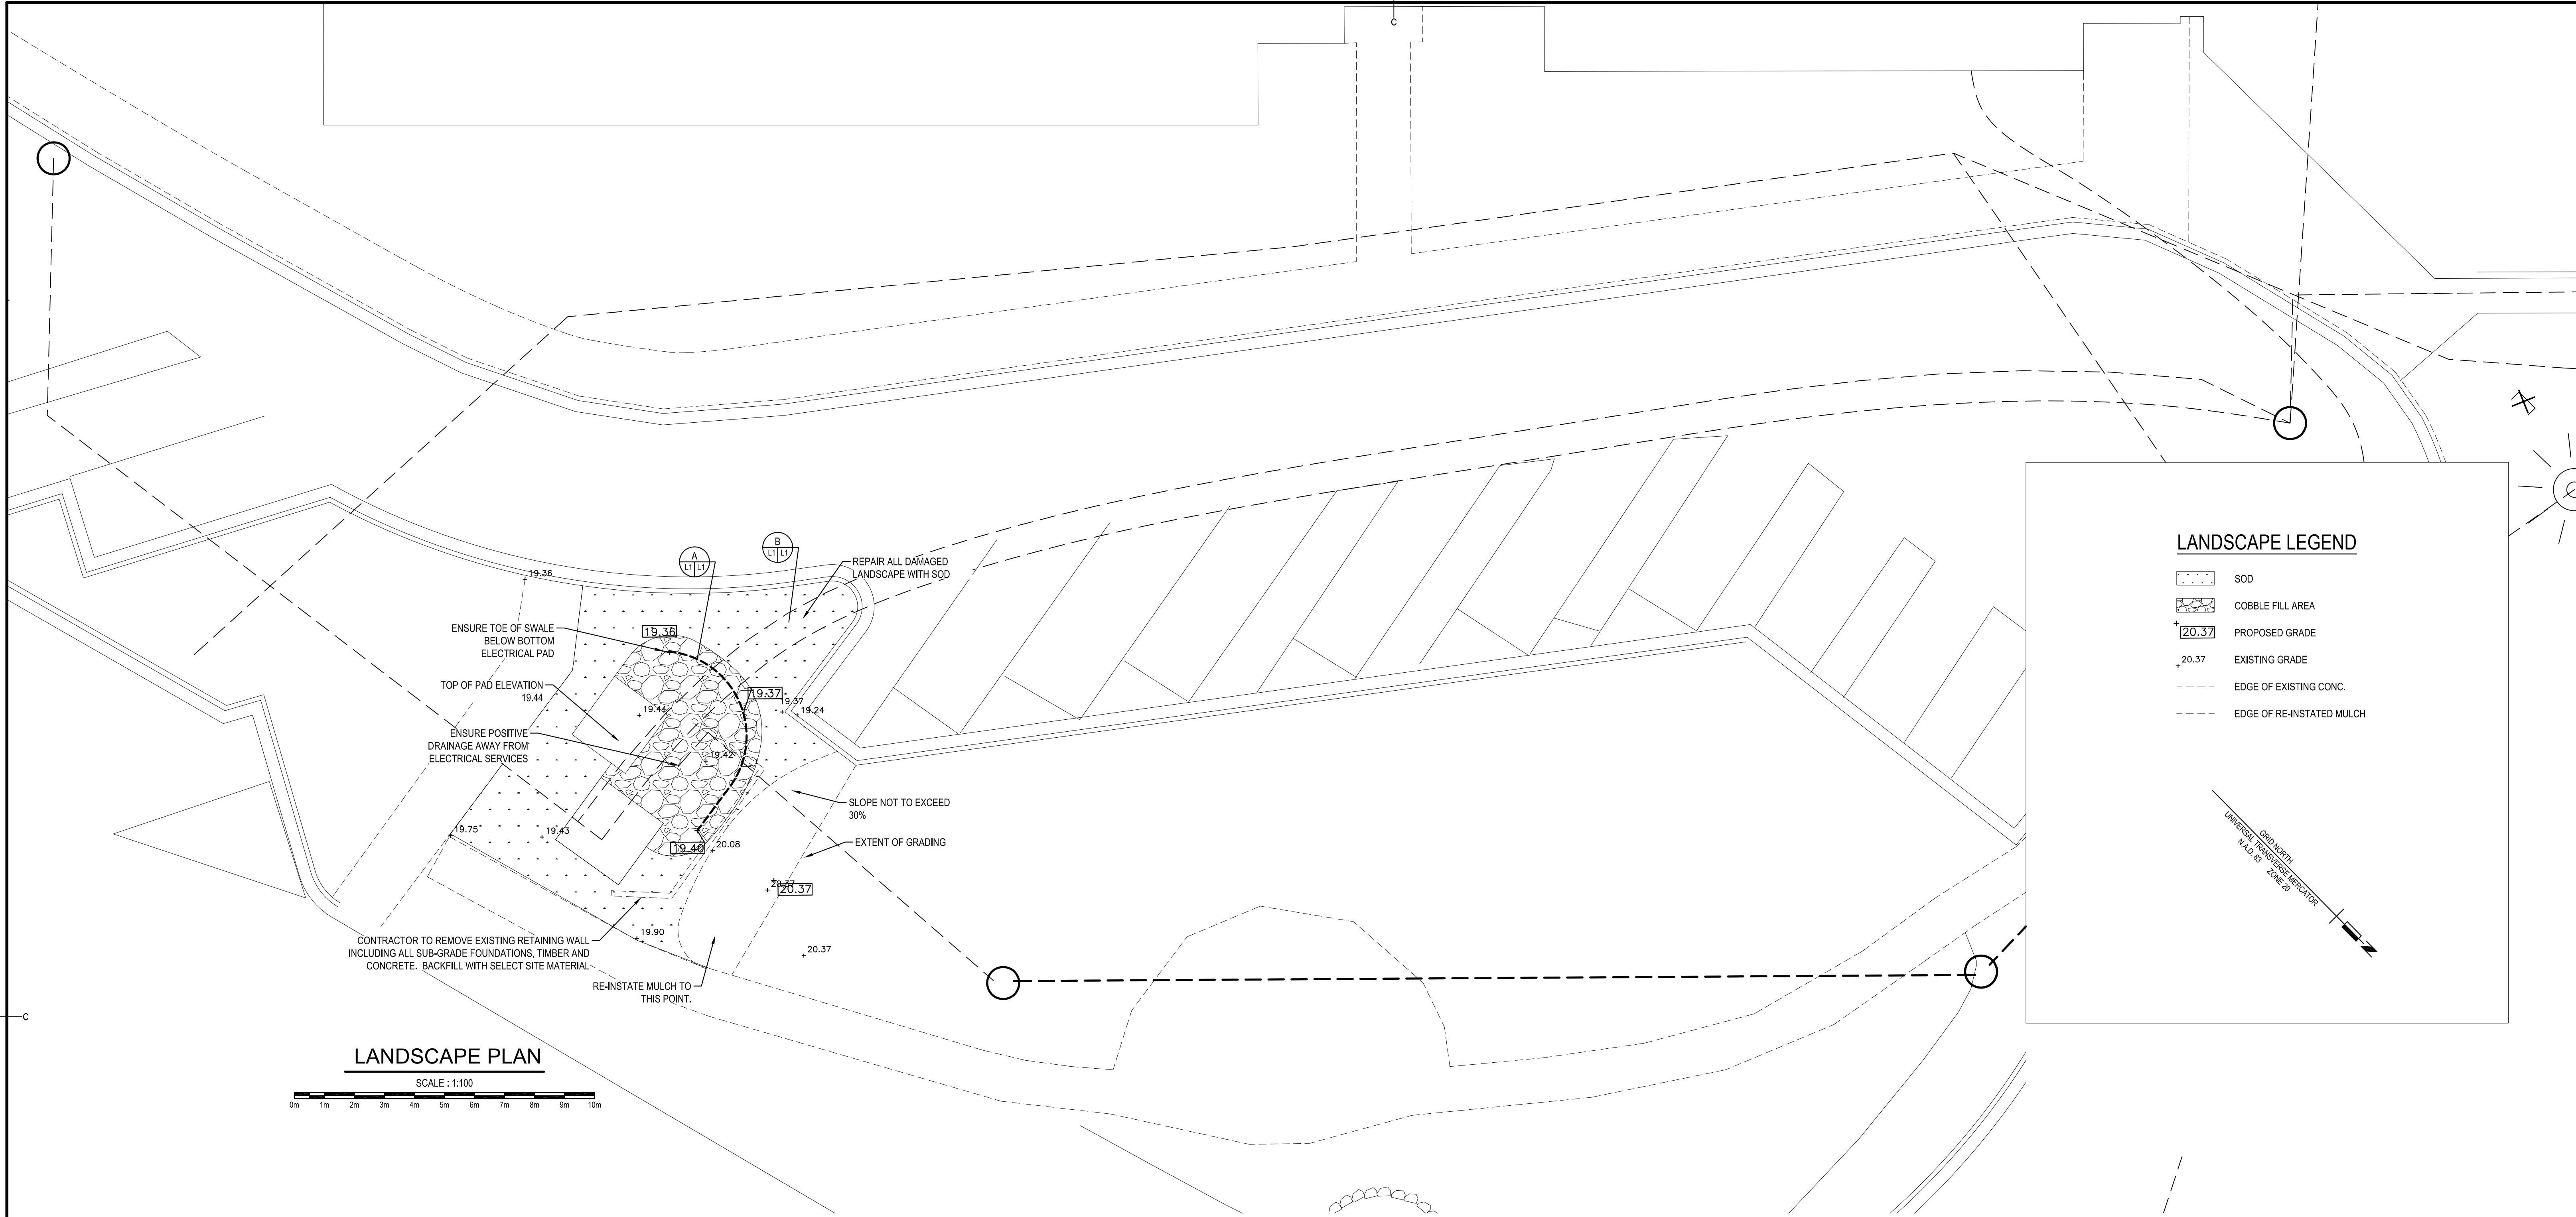 C
19.36
A
L1 L1
B
L1 L1
REPAIR ALL DAMAGED
LANDSCAPE WITH SOD
ENSURE TOE OF SWALE
BELOW BOTTOM
ELECTRICAL PAD
19.36
TOP OF PAD ELEVATION
19.44
19.44
19.37
19.37
19.24
ENSURE POSITIVE
DRAINAGE AWAY FROM
ELECTRICAL SERVICES
19.42
SLOPE NOT TO EXCEED
30%
19.75
19.43
19.40
20.08
EXTENT OF GRADING
20.37
20.37
19.90
20.37
CONTRACTOR TO REMOVE EXISTING RETAINING WALL
INCLUDING ALL SUB-GRADE FOUNDATIONS, TIMBER AND
CONCRETE. BACKFILL WITH SELECT SITE MATERIAL
RE-INSTATE MULCH TO
THIS POINT.
C
LANDSCAPE PLAN
SCALE : 1:100
0m 1m 2m 3m 4m 5m 6m 7m 8m 9m 10m
LANDSCAPE LEGEND
SOD
COBBLE FILL AREA
20.37 PROPOSED GRADE
20.37 EXISTING GRADE
EDGE OF EXISTING CONC.
EDGE OF RE-INSTATED MULCH
GRID NORTH
UNIVERSAL TRANSVERSE MERCATOR
N.A.D. 83 ZONE 20
N